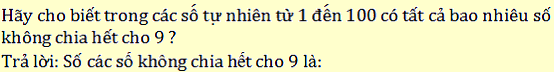 Hãy cho biết trong các số tự nhiên từ 1 đến 100 có tất cả bao nhiêu số
không chia hết cho 9 ?
Trả lời: Số các số không chia hết cho 9 là: